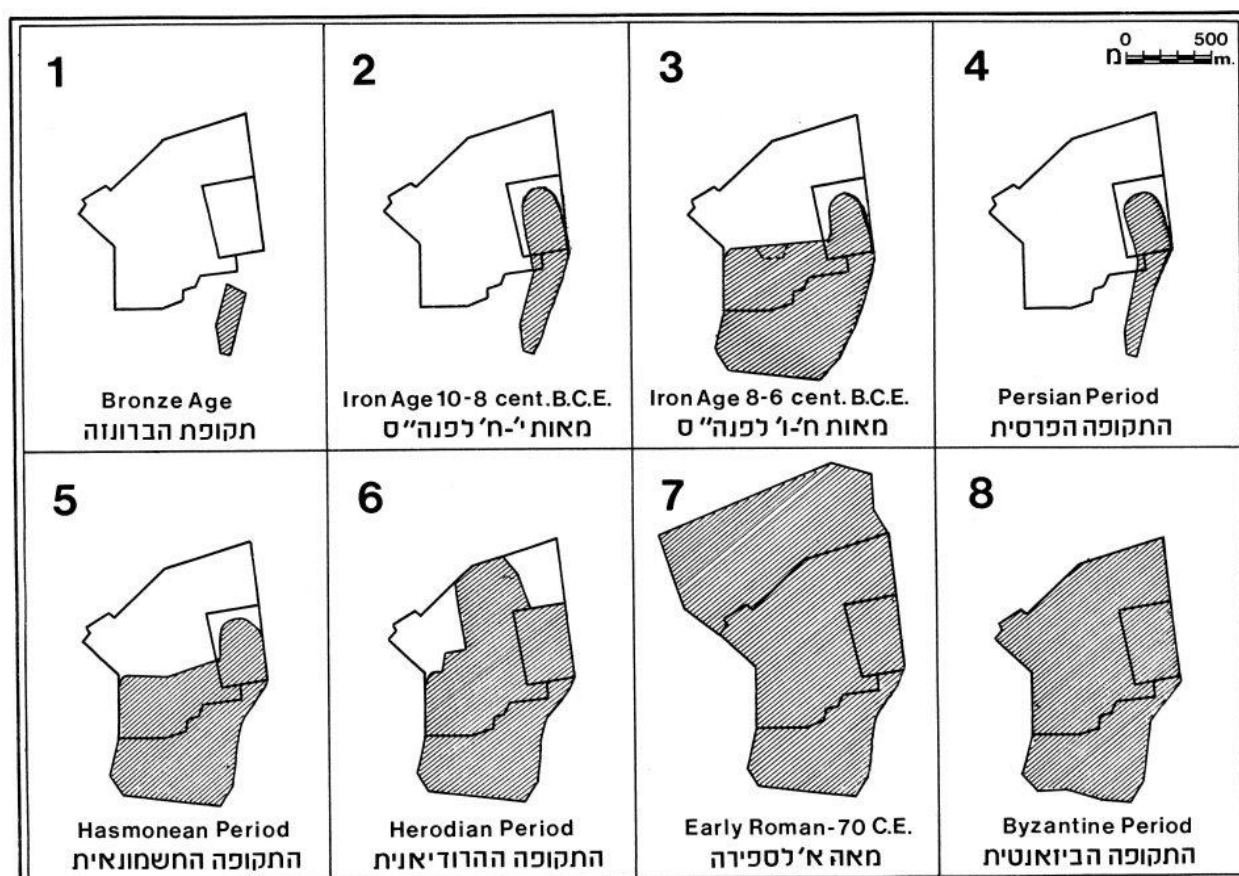 1
2
3
4
0 500
מ m.
Bronze Age
תקופת הברונזה
Iron Age 10-8 cent. B.C.E.
מאות י'-ח' לפנה"ס
Iron Age 8-6 cent. B.C.E.
מאות ח'-ו' לפנה"ס
Persian Period
התקופה הפרסית
5
6
7
8
Hasmonean Period
התקופה החשמונאית
Herodian Period
התקופה ההרודיאנית
Early Roman-70 C.E.
מאה א' לספירה
Byzantine Period
התקופה הביזאנטית